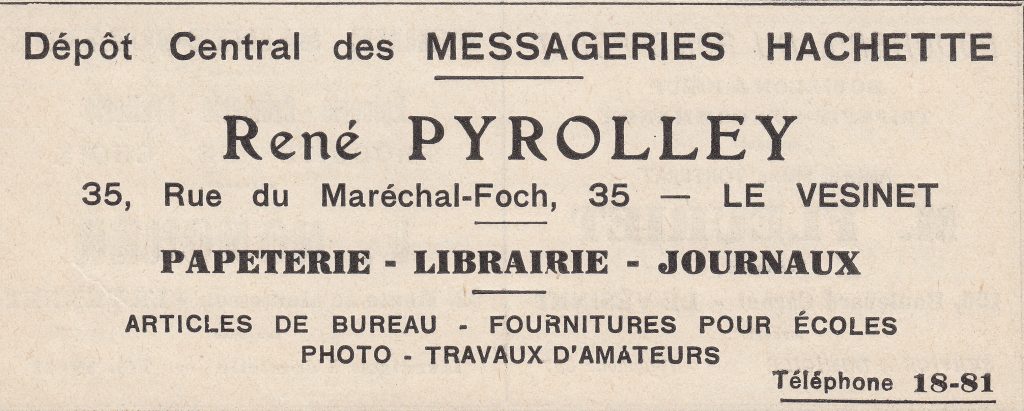 Dépôt Central des MESSAGERIES HACHETTE
René PYROLLEY
35, Rue du Maréchal-Foch, 35 — LE VESINET
PAPETERIE - LIBRAIRIE - JOURNAUX
ARTICLES DE BUREAU - FOURNITURES POUR ÉCOLES
PHOTO - TRAVAUX D'AMATEURS
Téléphone 18-81